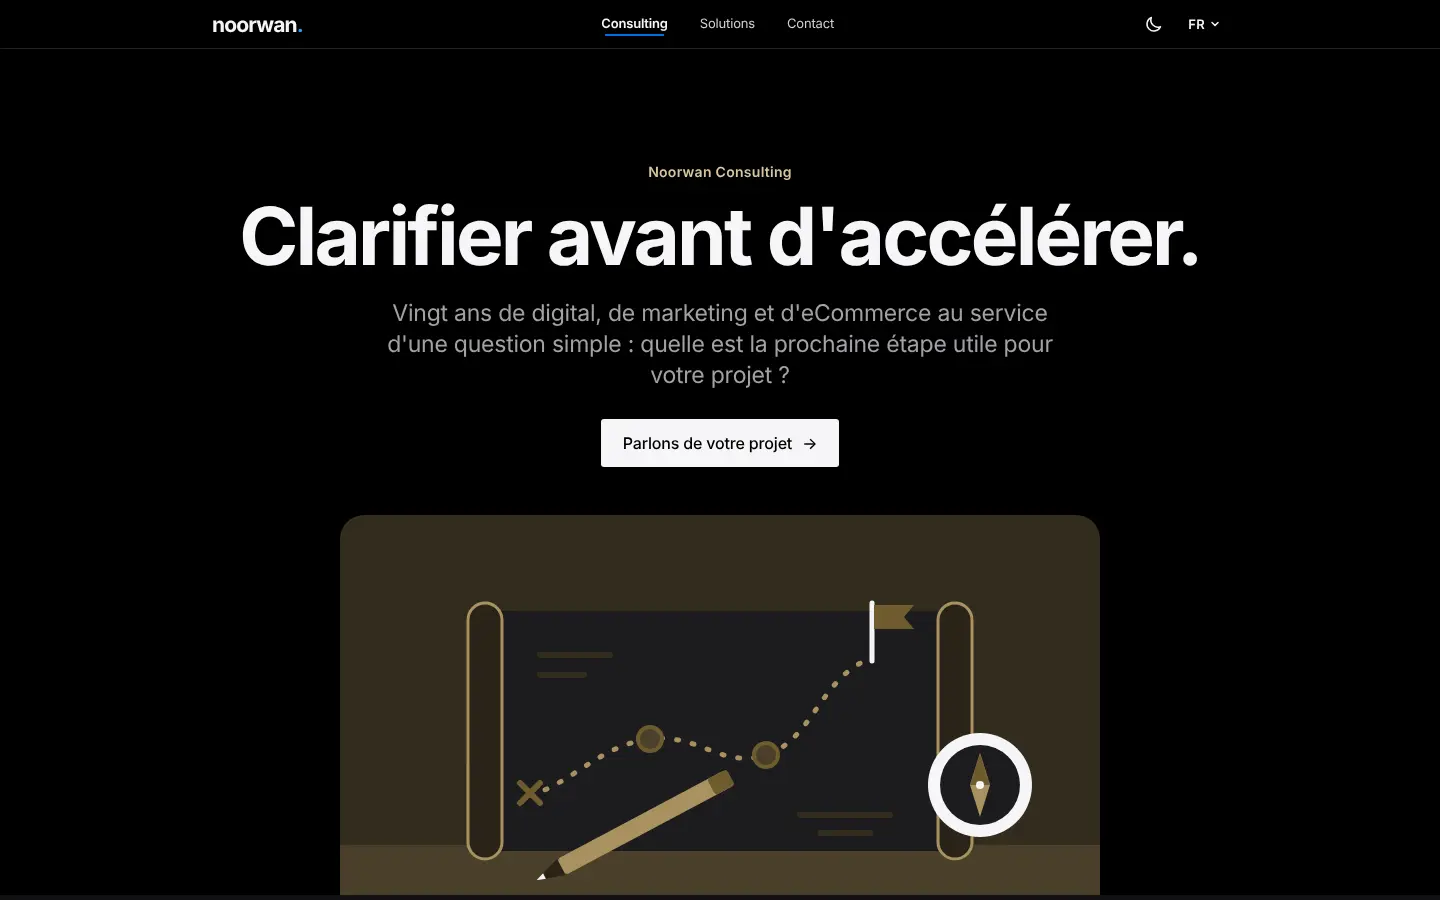 noorwan.
Consulting
Solutions
Contact
FR
Noorwan Consulting
Clarifier avant d'accélérer.
Vingt ans de digital, de marketing et d'eCommerce au service
d'une question simple : quelle est la prochaine étape utile pour
votre projet ?
Parlons de votre projet →